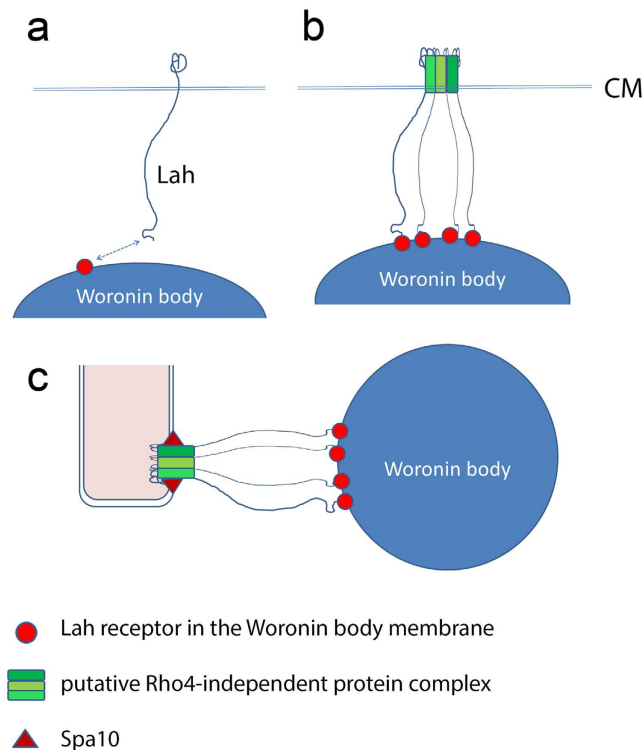 a
b
CM
Lah
Woronin body
Woronin body
c
Woronin body
Lah receptor in the Woronin body membrane
putative Rho4-independent protein complex
Spa10